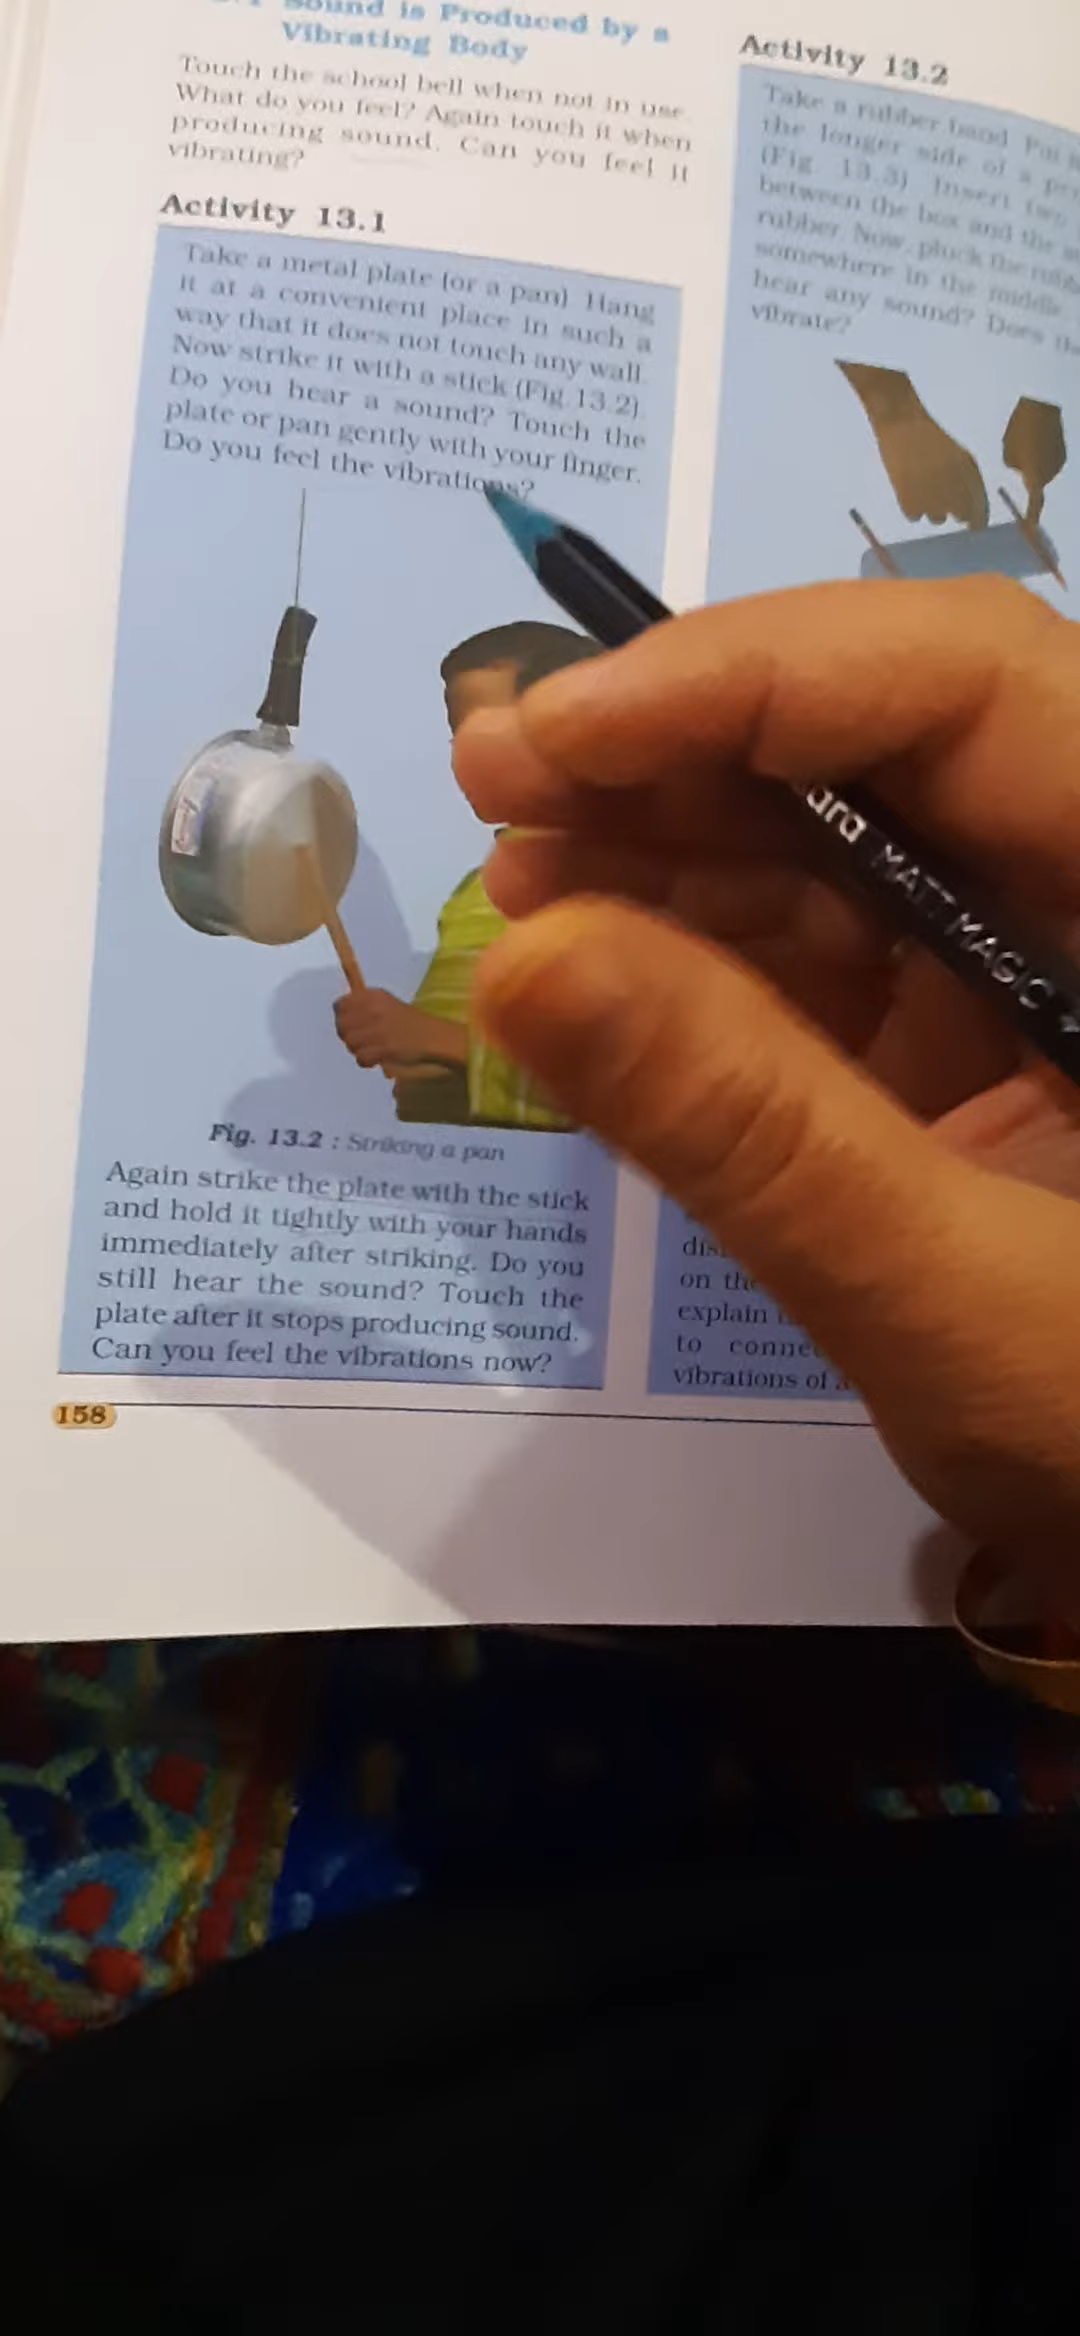 Sound is Produced by a
Vibrating Body
Touch the school bell when not in use.
What do you feel? Again touch it when
producing sound. Can you feel it
vibrating?
Activity 13.1
Take a metal plate (or a pan). Hang
it at a convenient place in such a
way that it does not touch any wall.
Now strike it with a stick (Fig. 13.2).
Do you hear a sound? Touch the
plate or pan gently with your finger.
Do you feel the vibrations?
Fig. 13.2 : Striking a pan
Again strike the plate with the stick
and hold it tightly with your hands
immediately after striking. Do you
still hear the sound? Touch the
plate after it stops producing sound.
Can you feel the vibrations now?
158
Activity 13.2
Take a rubber band. Put
the longer side of a
(Fig. 13.3). Insert two
between the box and the
rubber. Now, pluck the
somewhere in the middle.
hear any sound? Does
vibrate?
on
explain
to
vibrations of
MATT MAGIC